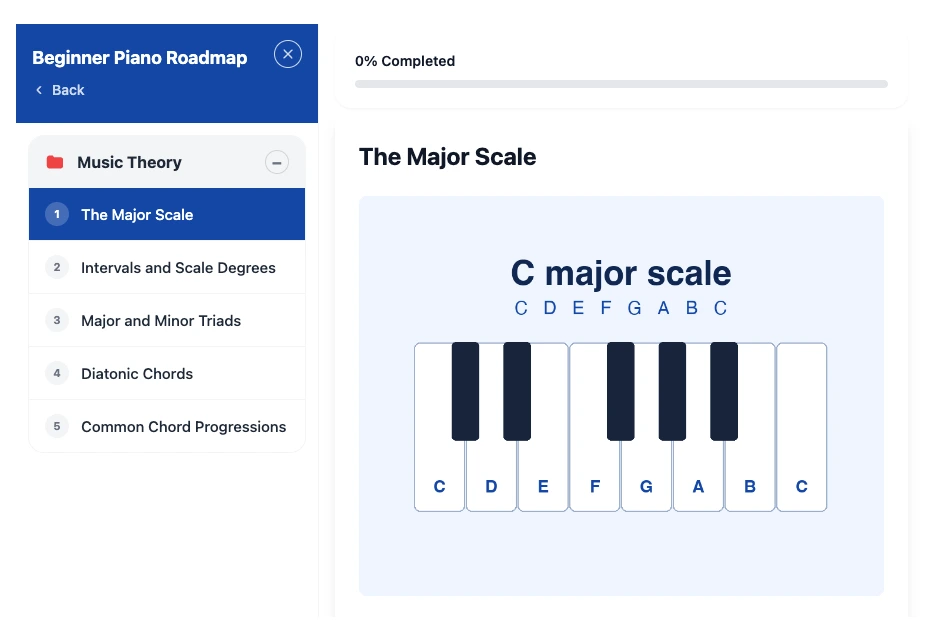 Beginner Piano Roadmap
Back
Music Theory
1 The Major Scale
2 Intervals and Scale Degrees
3 Major and Minor Triads
4 Diatonic Chords
5 Common Chord Progressions
0% Completed
The Major Scale
C major scale
C D E F G A B C
C D E F G A B C